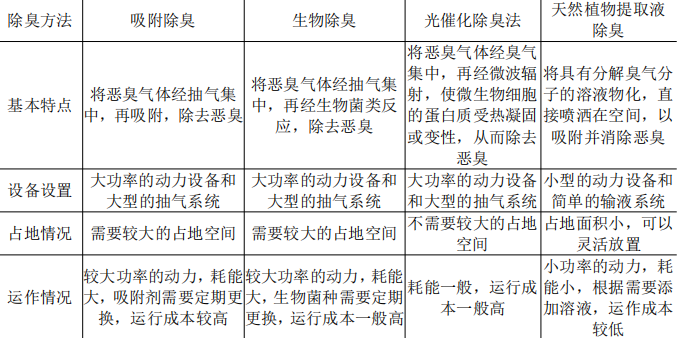 除臭方法
吸附除臭
生物除臭
光催化除臭法
天然植物提取液
除臭
基本特点
将恶臭气体经抽气集
中，再吸附，除去恶臭
将恶臭气体经抽气集
中，再经生物菌类反
应，除去恶臭
将恶臭气体经臭气
集中，再经微波辐
射，使微生物细胞
的蛋白质受热凝固
或变性，从而除去
恶臭
将具有分解臭气分
子的溶液物化，直
接喷洒在空间，以
吸附并消除恶臭
设备设置
大功率的动力设备和
大型的抽气系统
大功率的动力设备和
大型的抽气系统
大功率的动力设备
和大型的抽气系统
小型的动力设备和
简单的输液系统
占地情况
需要较大的占地空间
需要较大的占地空间
不需要较大的占地
空间
占地面积小，可以
灵活放置
运作情况
较大功率的动力，耗能
大，吸附剂需要定期更
换，运行成本较高
较大功率的动力，耗能
大，生物菌种需要定期
更换，运行成本一般高
耗能一般，运行成
本一般高
小功率的动力，耗
能小，根据需要添
加溶液，运作成本
较低